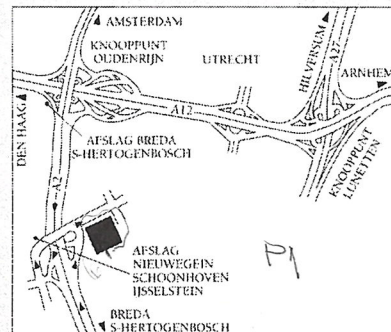 AMSTERDAM
KNOOPPUNT
OUDENRIJN
UTRECHT
HILVERSUM
A27
ARNHEM
DEN HAAG
A12
AFSLAG BREDA
S-HERTOGENBOSCH
KNOOPPUNT
LUNETTEN
A2
AFSLAG
NIEUWEGEIN
SCHOONHOVEN
IJSSELSTEIN
P1
BREDA
S-HERTOGENBOSCH